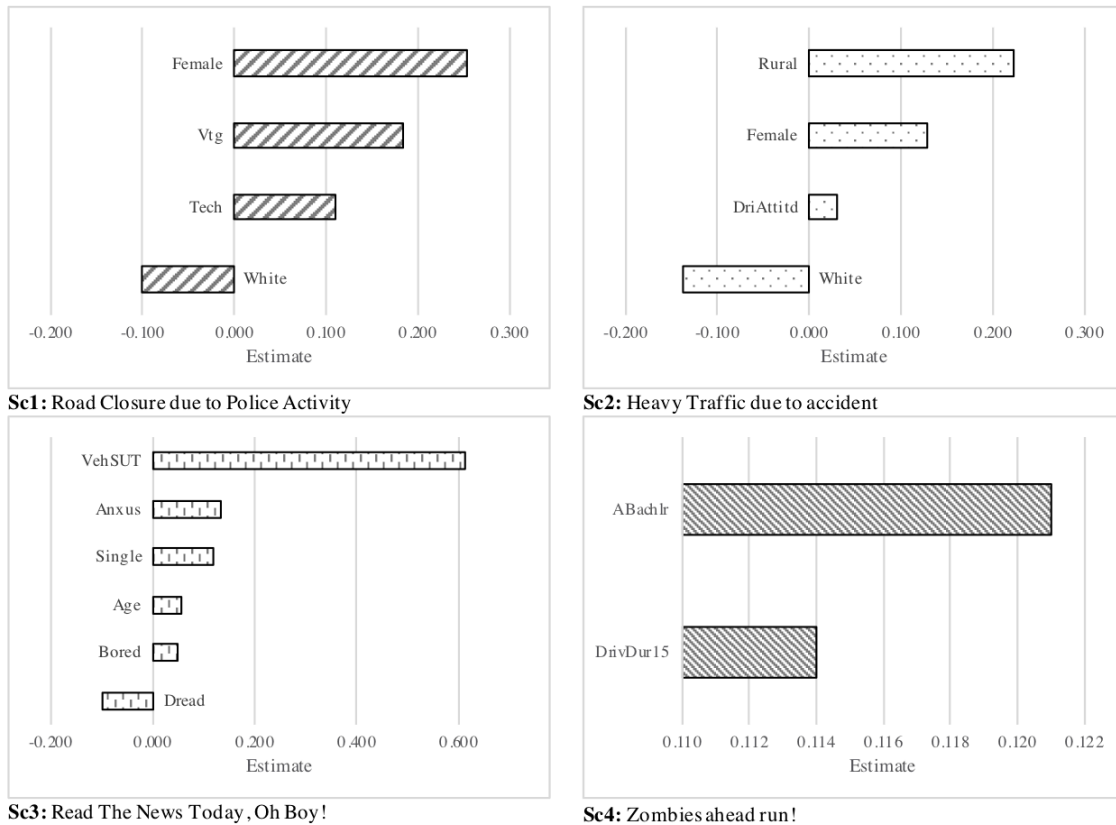 Female
Vtg
Tech
White
-0.200 -0.100 0.000 0.100 0.200 0.300
Estimate
Sc1: Road Closure due to Police Activity
Rural
Female
DriAttitd
White
-0.200 -0.100 0.000 0.100 0.200 0.300
Estimate
Sc2: Heavy Traffic due to accident
VehSUT
Anxus
Single
Age
Bored
Dread
-0.200 0.000 0.200 0.400 0.600
Estimate
Sc3: Read The News Today, Oh Boy!
ABachlr
DrivDur15
0.110 0.112 0.114 0.116 0.118 0.120 0.122
Estimate
Sc4: Zombies ahead run!